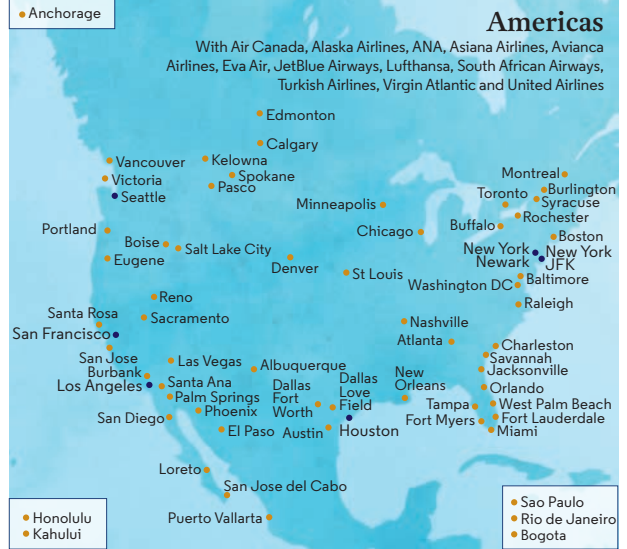 Anchorage
Americas
With Air Canada, Alaska Airlines, ANA, Asiana Airlines, Avianca
Airlines, Eva Air, JetBlue Airways, Lufthansa, South African Airways,
Turkish Airlines, Virgin Atlantic and United Airlines
Edmonton
Calgary
Vancouver
Kelowna
Victoria
Spokane
Pasco
Seattle
Montreal
Burlington
Toronto
Syracuse
Minneapolis
Rochester
Portland
Chicago
Buffalo
Boston
Boise
Salt Lake City
New York
Newark
New York
JFK
Eugene
Denver
St Louis
Baltimore
Washington DC
Reno
Raleigh
Santa Rosa
Sacramento
Nashville
San Francisco
Atlanta
Charleston
San Jose
Las Vegas
Albuquerque
Savannah
Burbank
Jacksonville
Los Angeles
Santa Ana
Dallas
Fort
Worth
Dallas
Love
Field
New
Orleans
Orlando
Palm Springs
Phoenix
Tampa
West Palm Beach
San Diego
Fort Myers
Fort Lauderdale
El Paso
Austin
Houston
Miami
Loreto
San Jose del Cabo
Puerto Vallarta
Honolulu
Kahului
Sao Paulo
Rio de Janeiro
Bogota